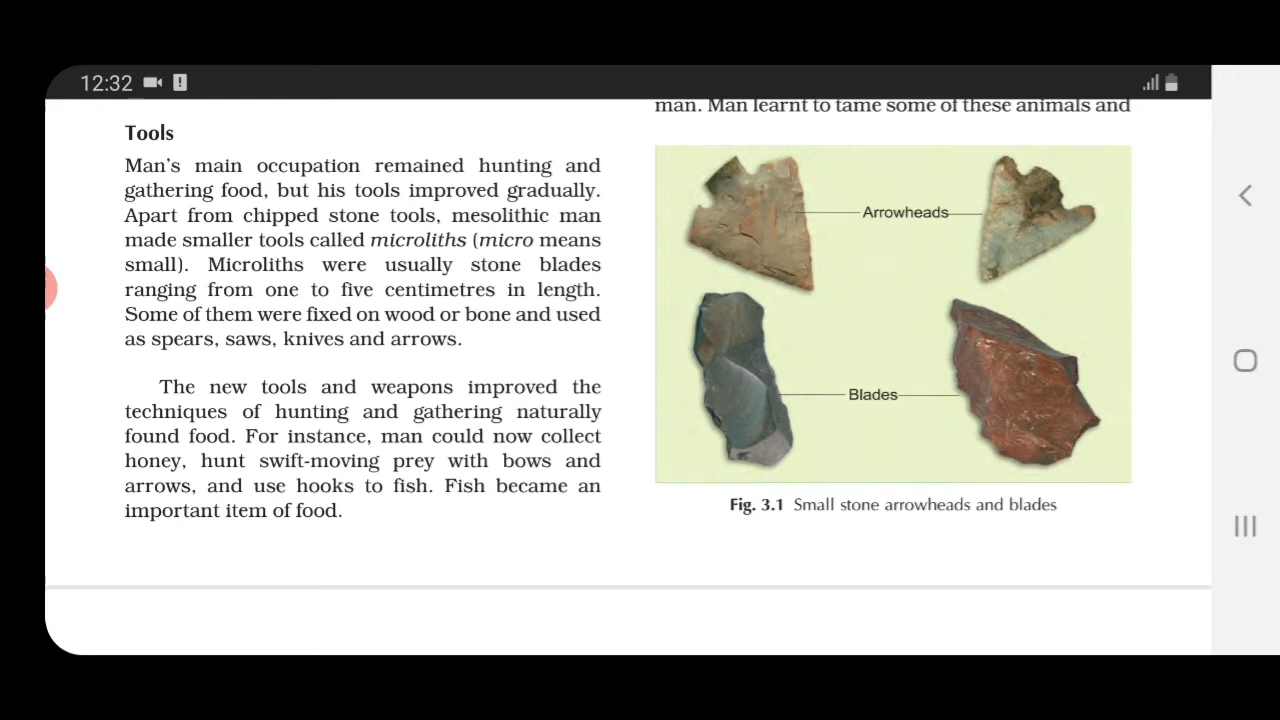 12:32
Tools
Man's main occupation remained hunting and
gathering food, but his tools improved gradually.
Apart from chipped stone tools, mesolithic man
made smaller tools called microliths (micro means
small). Microliths were usually stone blades
ranging from one to five centimetres in length.
Some of them were fixed on wood or bone and used
as spears, saws, knives and arrows.
The new tools and weapons improved the
techniques of hunting and gathering naturally
found food. For instance, man could now collect
honey, hunt swift-moving prey with bows and
arrows, and use hooks to fish. Fish became an
important item of food.
man. Man learnt to tame some of these animals and
Arrowheads
Blades
Fig. 3.1 Small stone arrowheads and blades